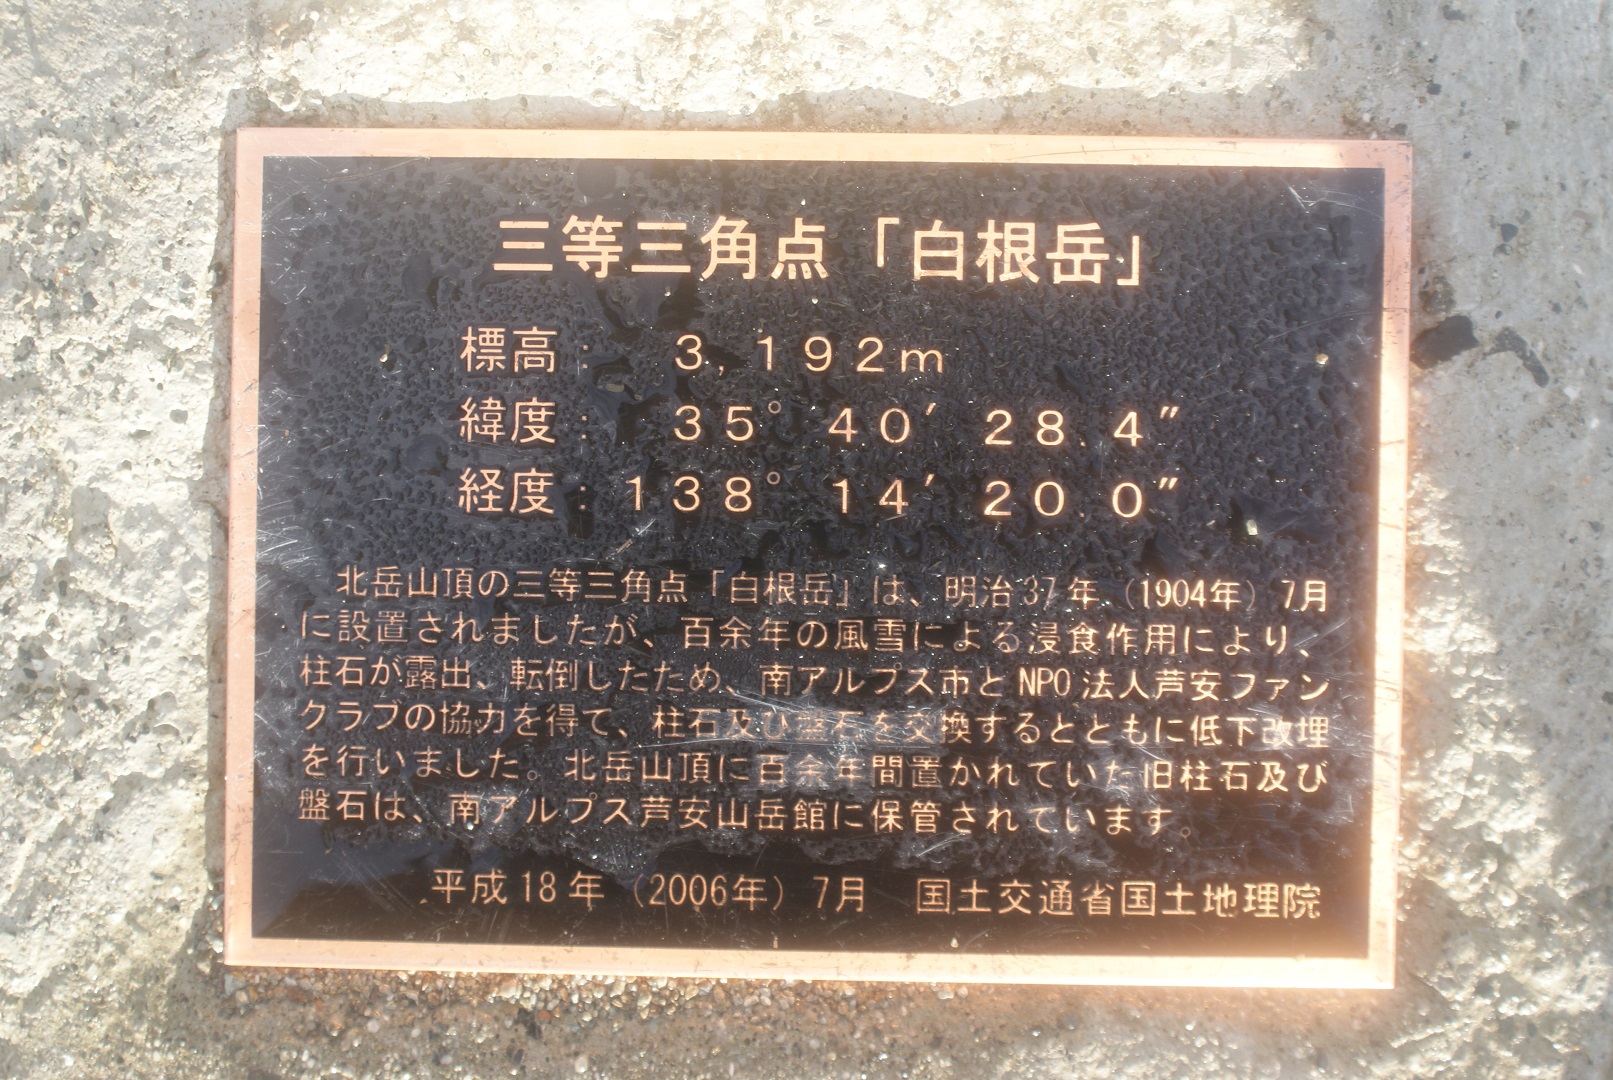 三等三角点「白根岳」
標高： 3,192m
緯度： 35° 40′ 28.4″
経度：138° 14′ 20.0″
北岳山頂の三等三角点「白根岳」は、明治37年（1904年）7月
に設置されましたが、百余年の風雪による浸食作用により、
柱石が露出、転倒したため、南アルプス市とNPO法人芦安ファン
クラブの協力を得て、柱石及び盤石を交換するとともに低下改埋
を行いました。北岳山頂に百余年間置かれていた旧柱石及び
盤石は、南アルプス芦安山岳館に保管されています。
平成18年（2006年）7月 国土交通省国土地理院